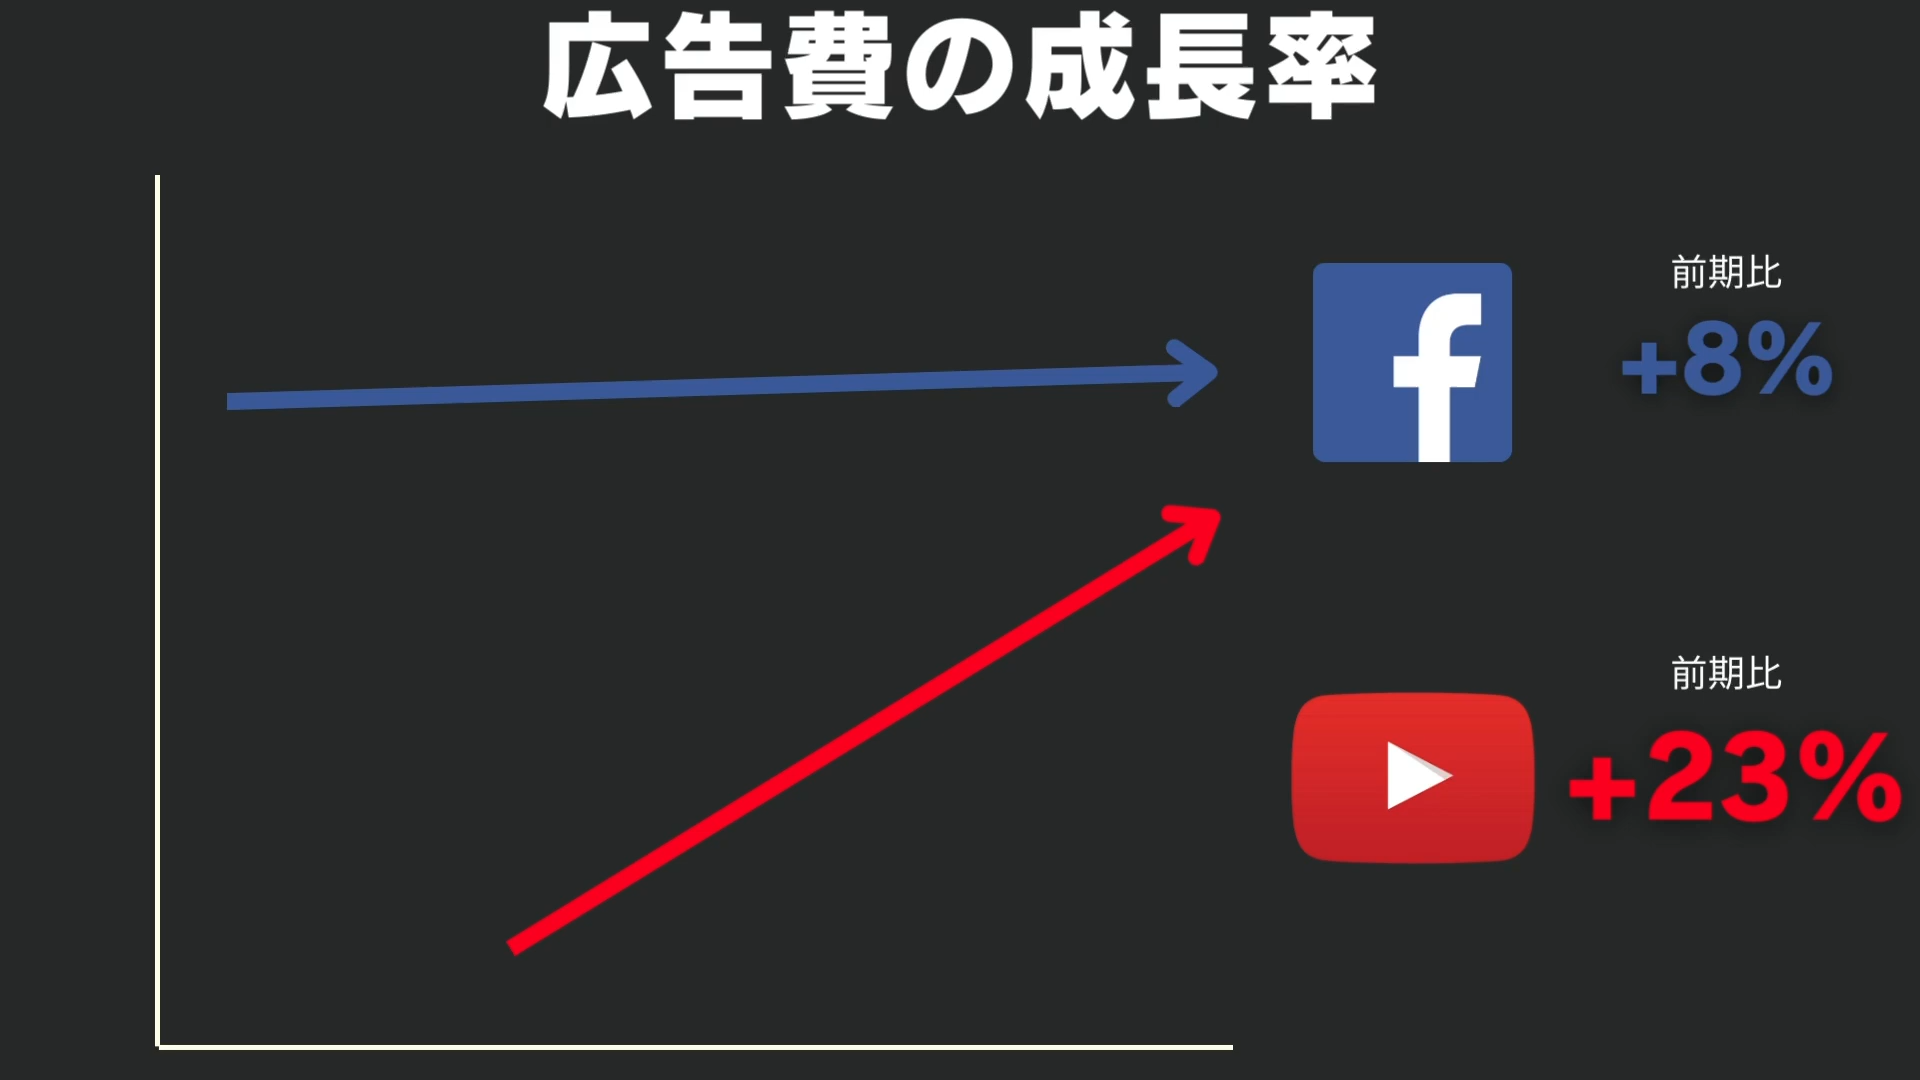 広告費の成長率
前期比
+8%
前期比
+23%